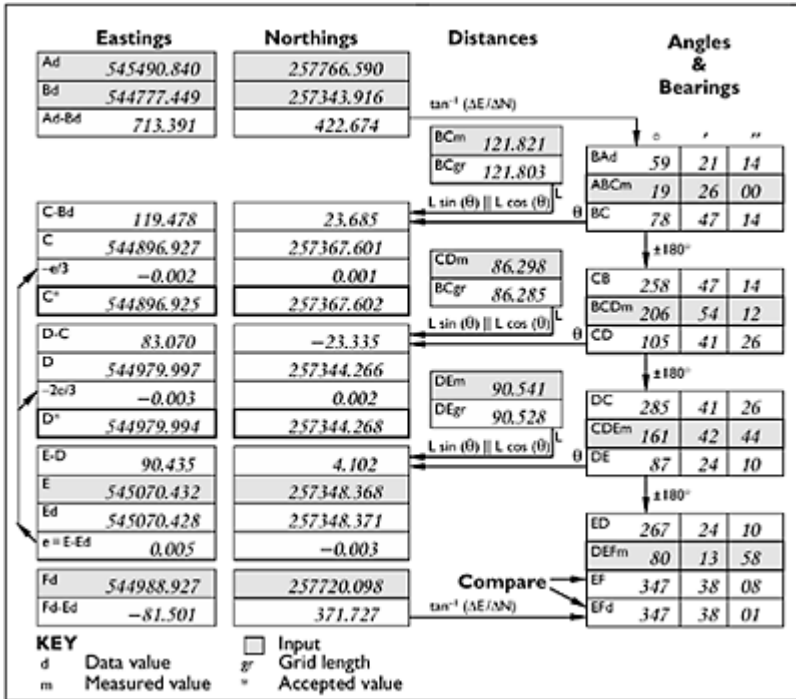 Eastings Northings Distances Angles & Bearings
Ad 545490.840 257766.590
Bd 544777.449 257343.916
Ad-Bd 713.391 422.674 tan⁻¹ (ΔE/ΔN)
° ′ ″
BCm 121.821
BCgr 121.803
L
BAd 59 21 14
ABCm 19 26 00
BC 78 47 14
L sin (θ) || L cos (θ) θ
C-Bd 119.478 23.685
C 544896.927 257367.601
-e/3 -0.002 0.001
C* 544896.925 257367.602
±180°
CDm 86.298
BCgr 86.285
L
CB 258 47 14
BCDm 206 54 12
CD 105 41 26
L sin (θ) || L cos (θ) θ
D-C 83.070 -23.335
D 544979.997 257344.266
-2e/3 -0.003 0.002
D* 544979.994 257344.268
±180°
DEm 90.541
DEgr 90.528
L
DC 285 41 26
CDEm 161 42 44
DE 87 24 10
L sin (θ) || L cos (θ) θ
E-D 90.435 4.102
E 545070.432 257348.368
Ed 545070.428 257348.371
e = E-Ed 0.005 -0.003
±180°
ED 267 24 10
DEFm 80 13 58
EF 347 38 08
EFd 347 38 01
Compare
Fd 544988.927 257720.098
Fd-Ed -81.501 371.727 tan⁻¹ (ΔE/ΔN)
KEY
Input
d Data value gr Grid length
m Measured value * Accepted value